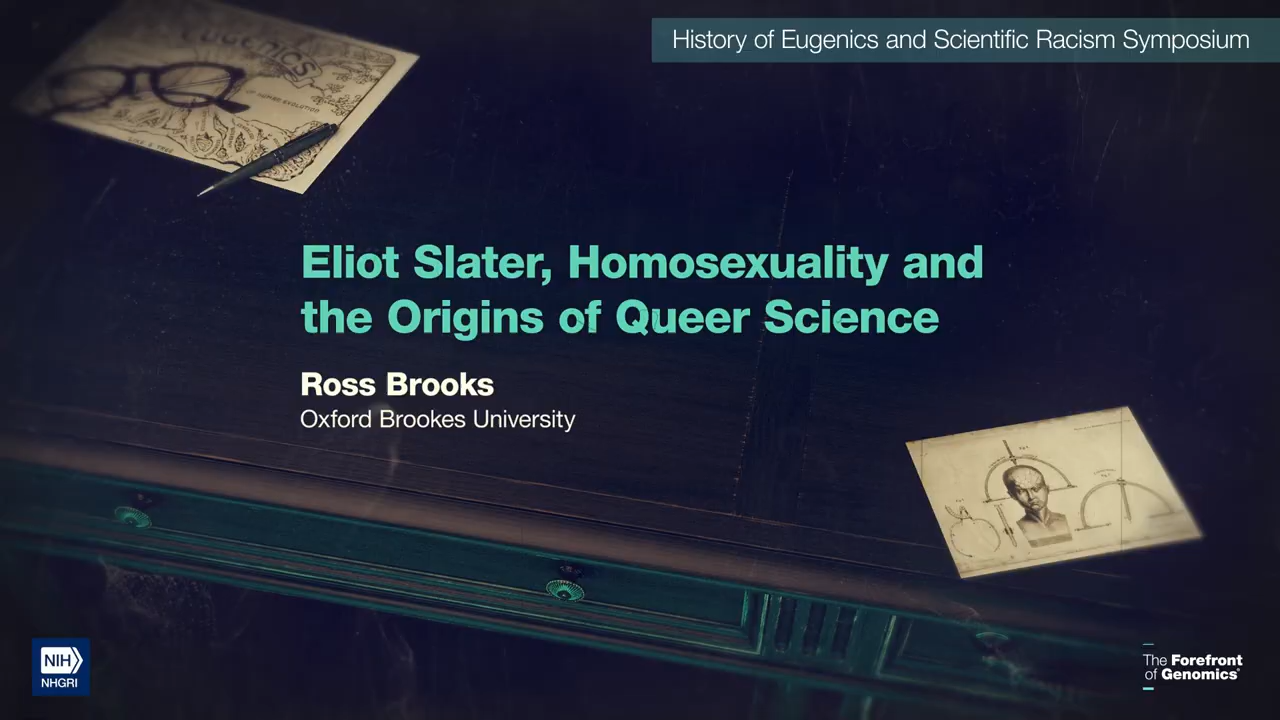 History of Eugenics and Scientific Racism Symposium
EUGENICS
Eliot Slater, Homosexuality and
the Origins of Queer Science
Ross Brooks
Oxford Brookes University
NIH
NHGRI
The Forefront
of Genomics®